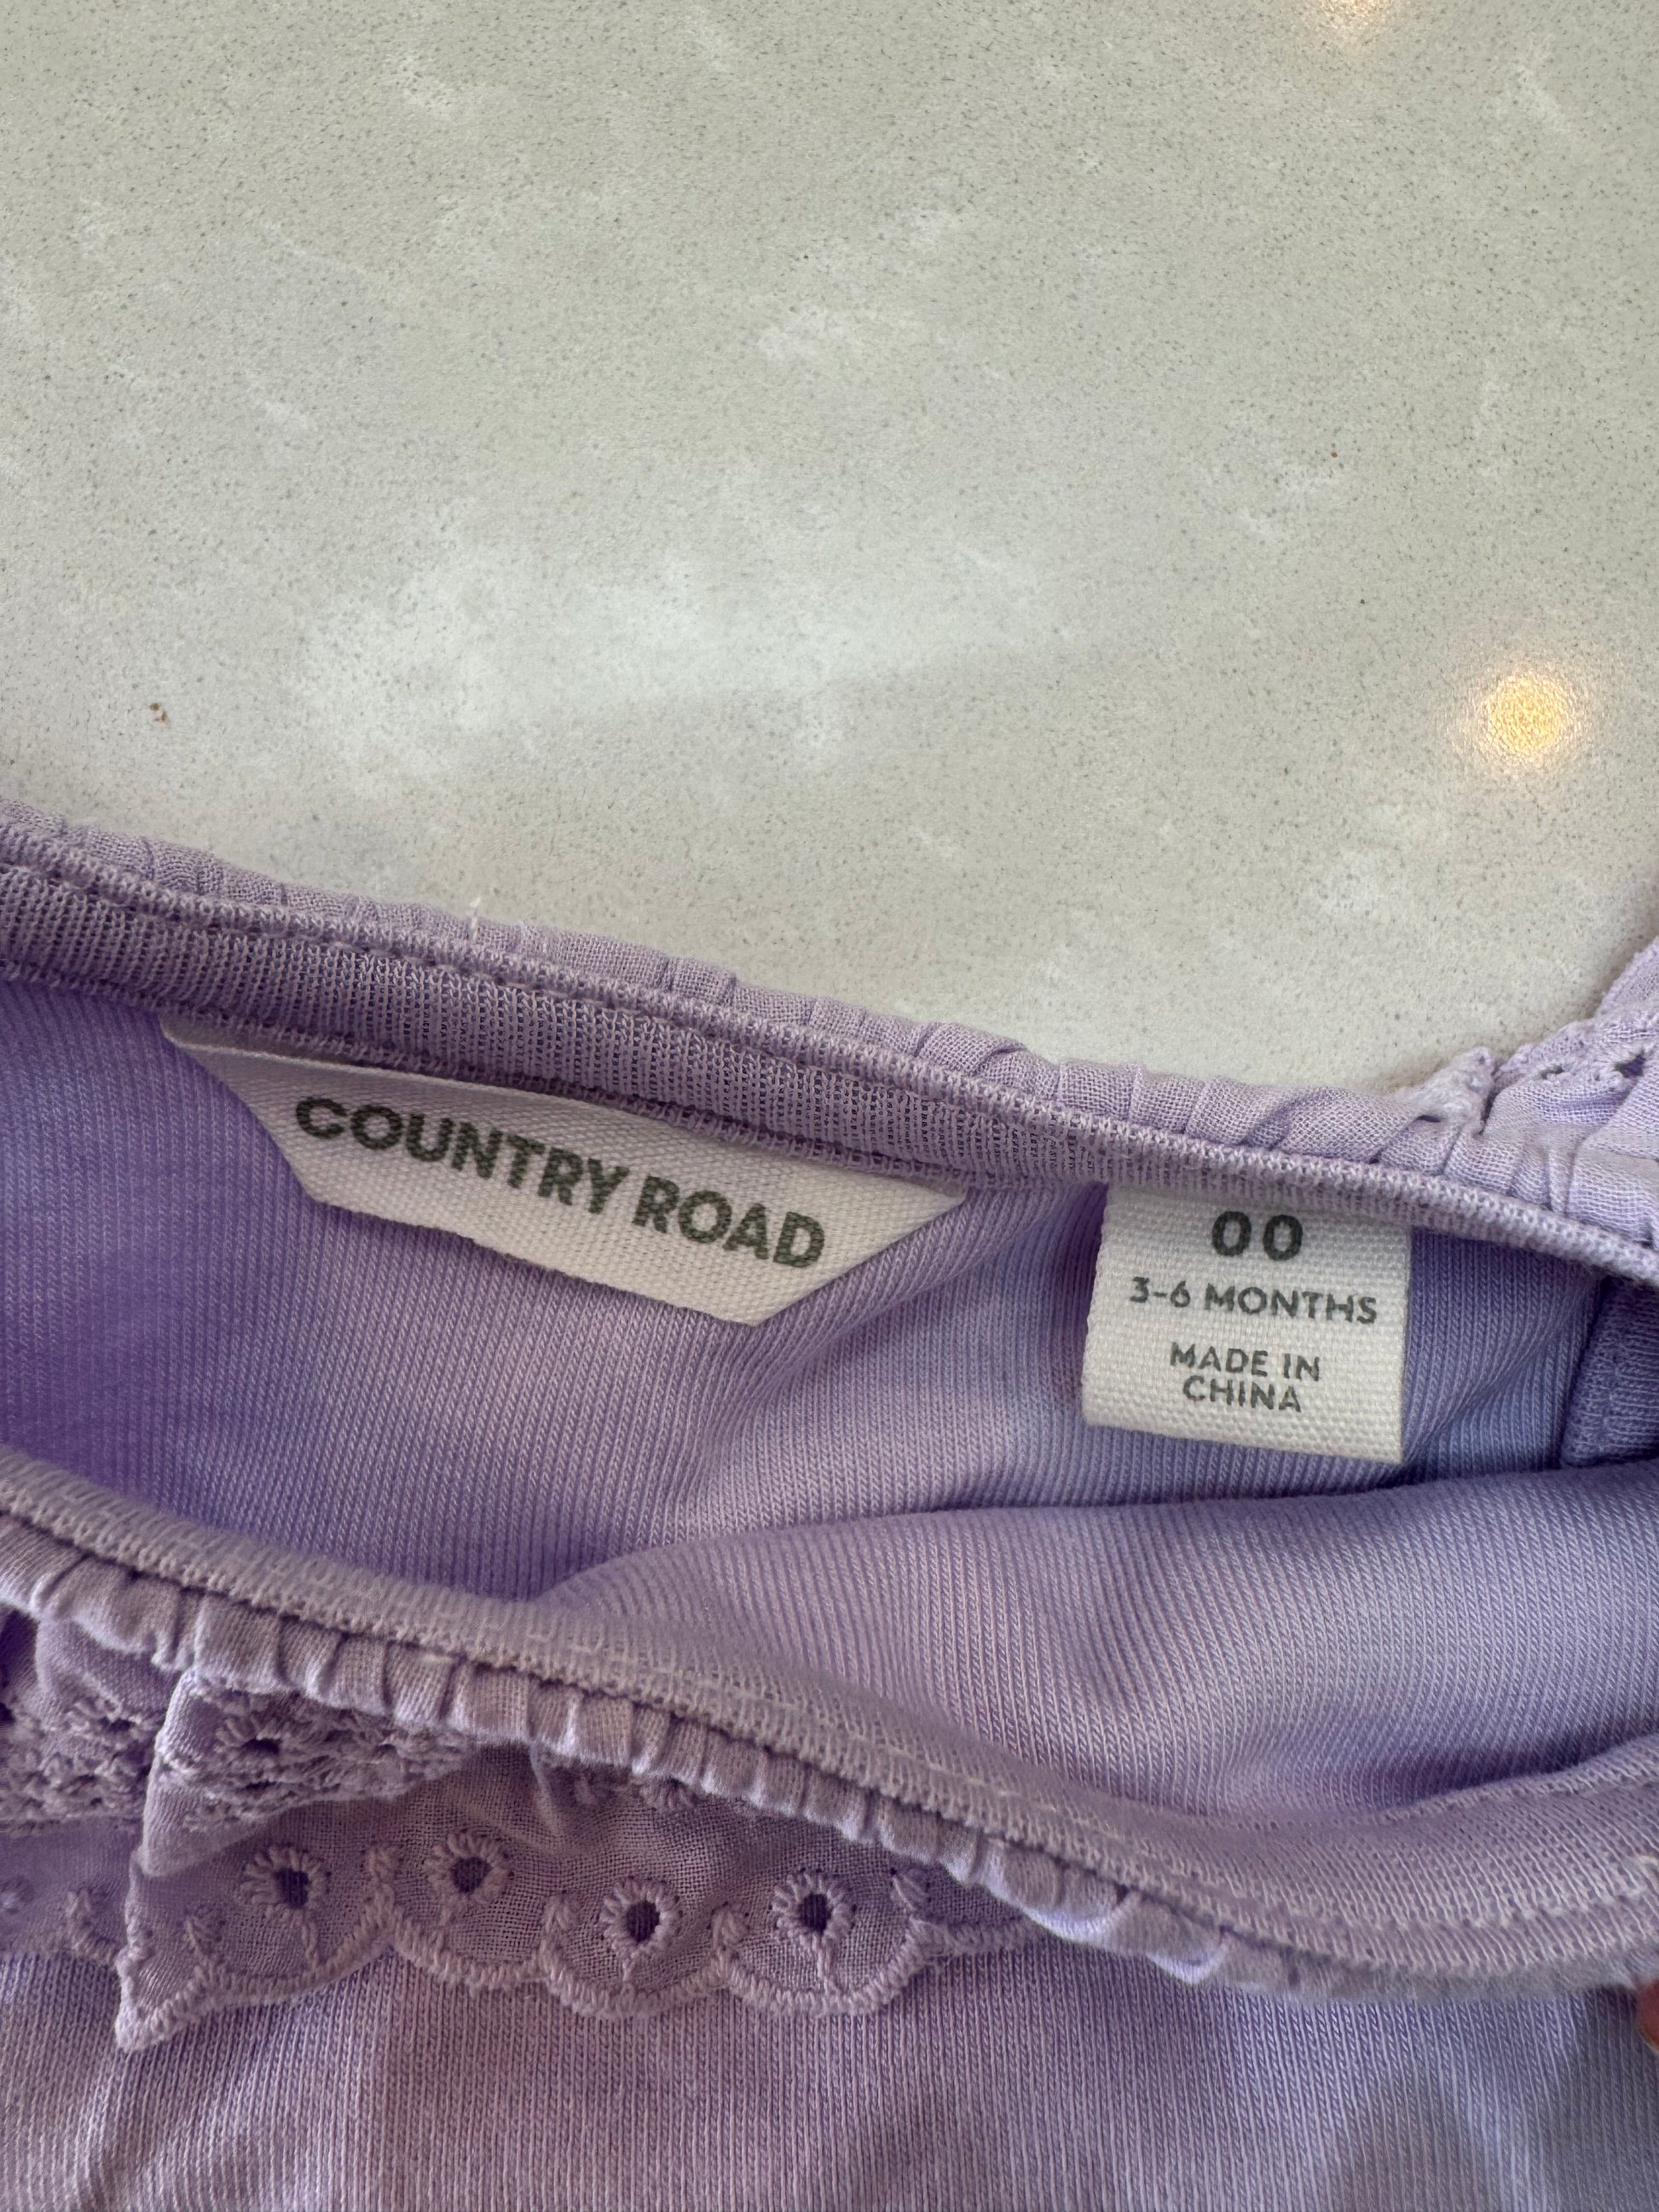 COUNTRY ROAD
00
3-6 MONTHS
MADE IN
CHINA